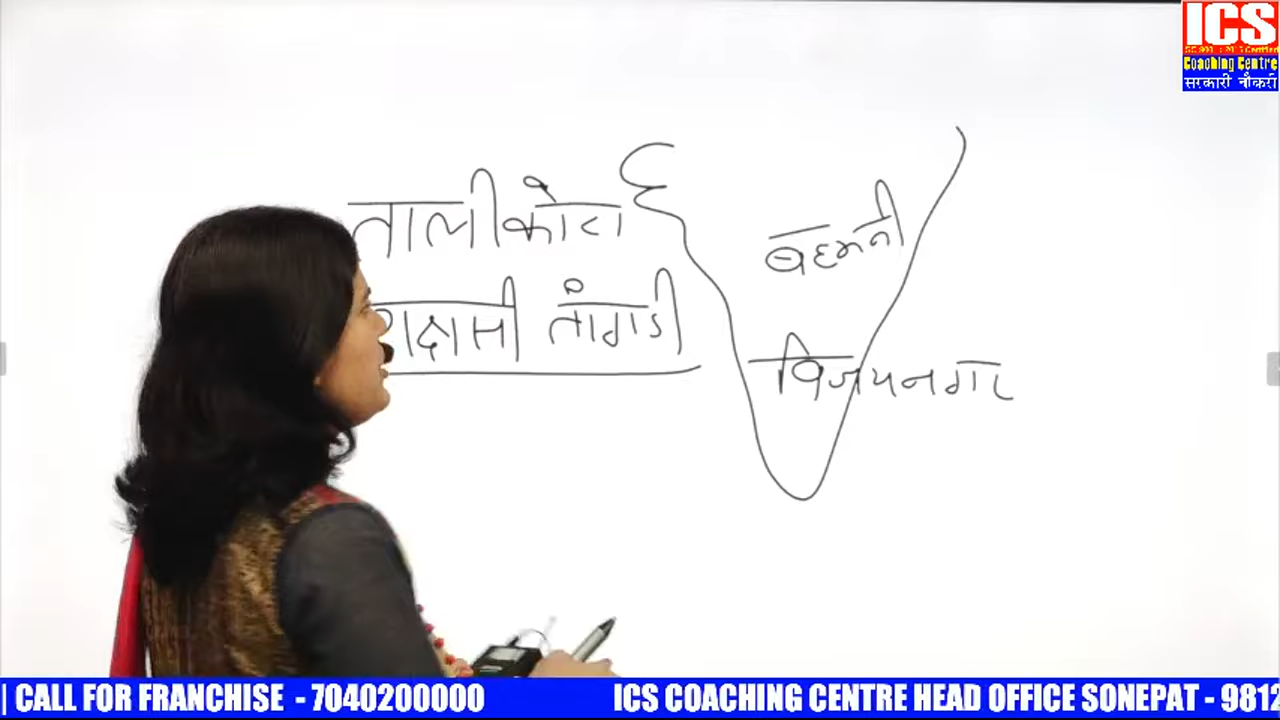 ICS
Coaching Centre
सरकारी नौकरी
तालीकोटा
राक्षसी तांगडी
बहमनी
विजयनगर
| CALL FOR FRANCHISE - 7040200000 ICS COACHING CENTRE HEAD OFFICE SONEPAT - 9812